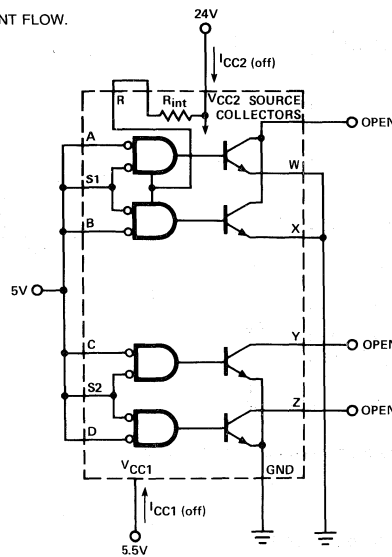 NT FLOW.
24V
ICC2 (off)
R
Rint
VCC2 SOURCE
COLLECTORS
OPEN
A
W
S1
B
X
5V
C
Y
OPEN
S2
Z
OPEN
D
VCC1
GND
ICC1 (off)
5.5V